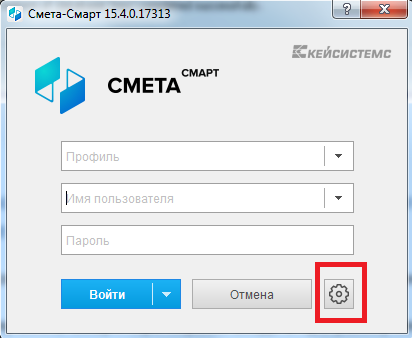 Смета-Смарт 15.4.0.17313
КЕЙСИСТЕМС
СМЕТА СМАРТ
Профиль
Имя пользователя
Пароль
Войти
Отмена